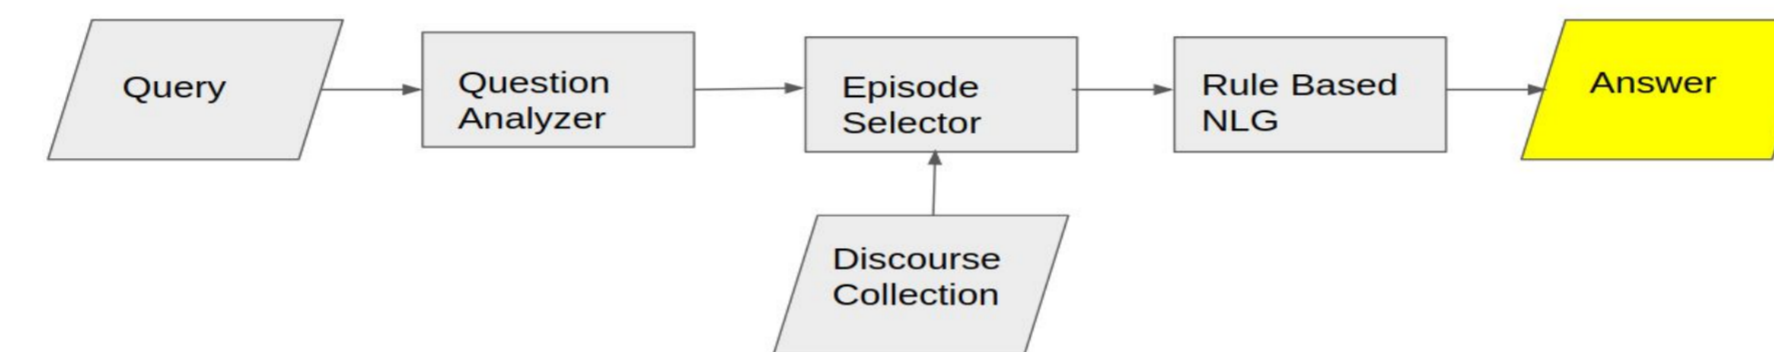 Query
Question
Analyzer
Episode
Selector
Rule Based
NLG
Answer
Discourse
Collection